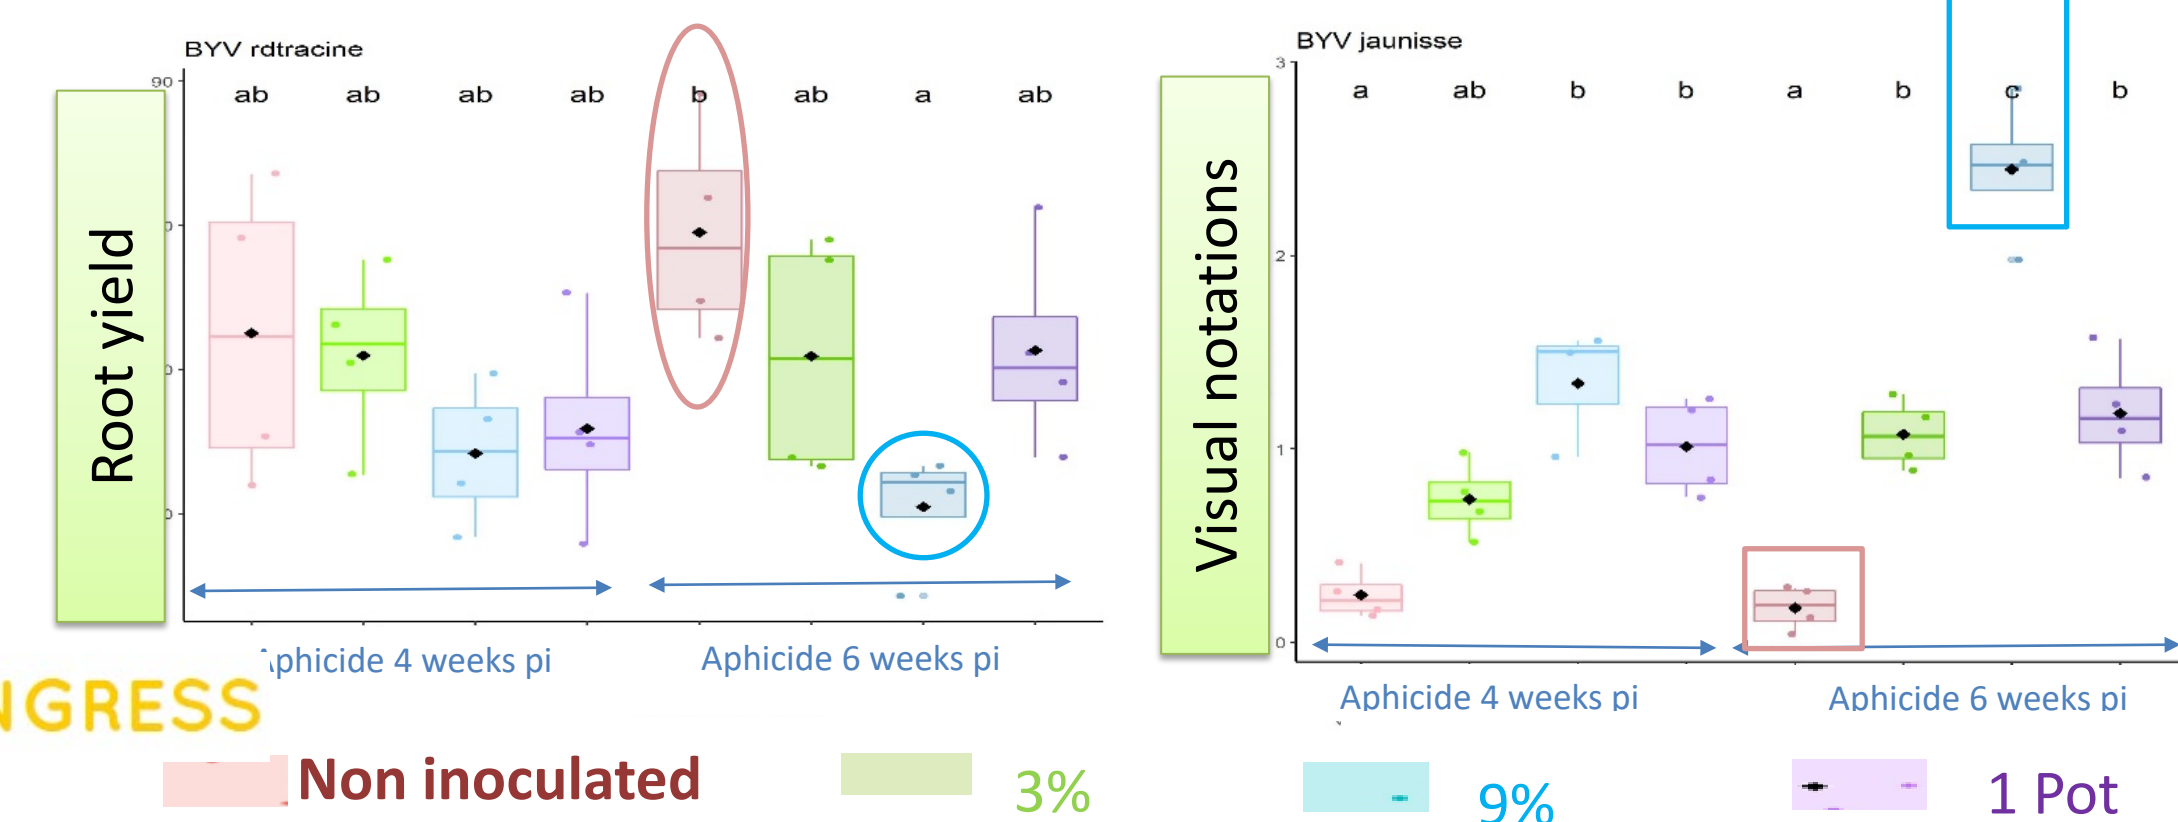 BYV rdtracine
90
ab ab ab ab b ab a ab
Root yield
Aphicide 4 weeks pi
Aphicide 6 weeks pi
BYV jaunisse
3
a ab b b a b c b
2
1
0
Visual notations
Aphicide 4 weeks pi
Aphicide 6 weeks pi
NGRESS
Non inoculated
3%
9%
1 Pot